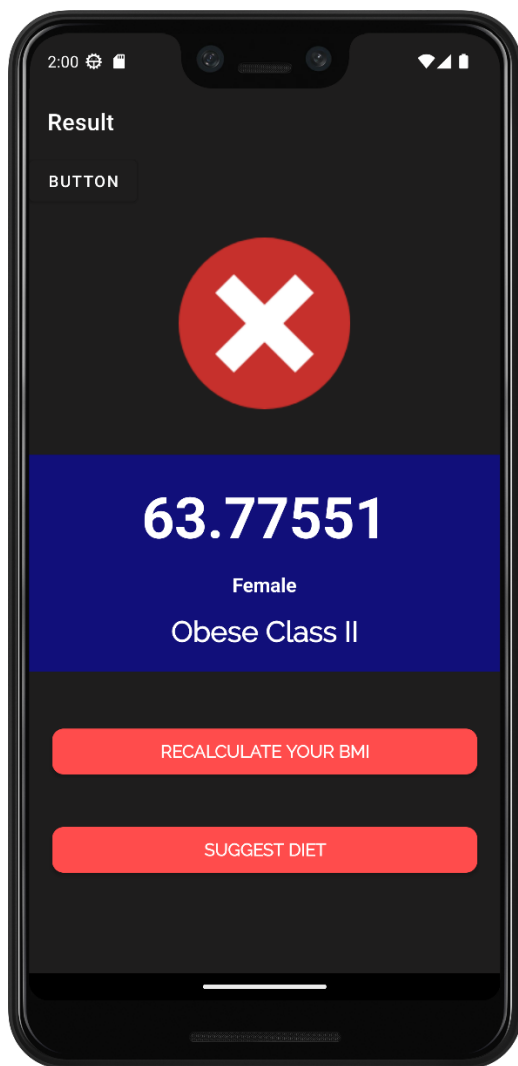 2:00
Result
BUTTON
63.77551
Female
Obese Class II
RECALCULATE YOUR BMI
SUGGEST DIET